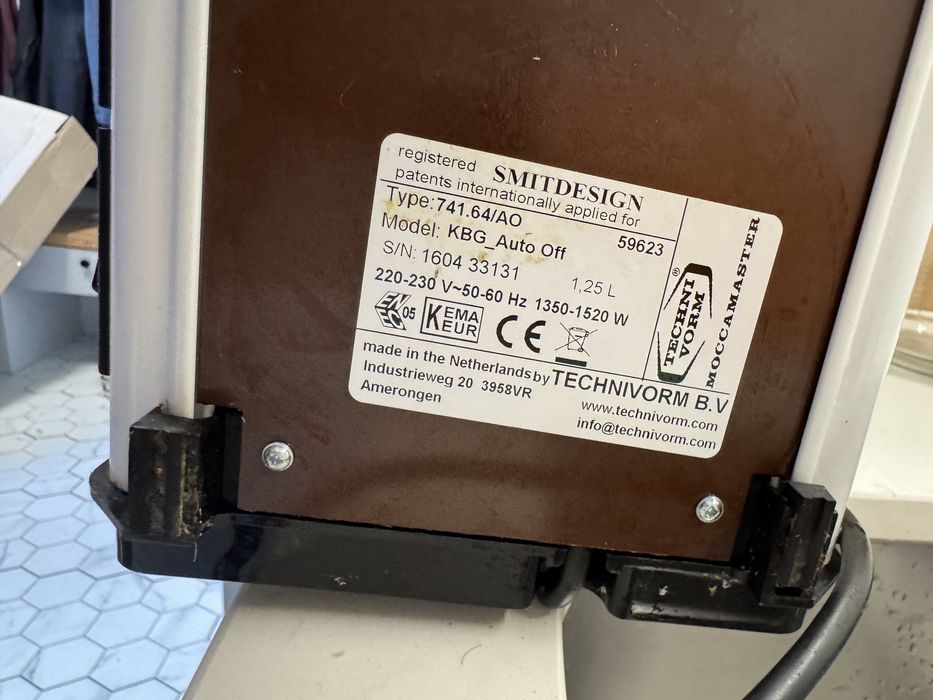 registered SMITDESIGN
patents internationally applied for
Type:741.64/AO 59623
Model: KBG_Auto Off
S/N: 1604 33131 1,25 L
220-230 V~50-60 Hz 1350-1520 W
ENEC 05 KEMA KEUR CE
TECHNIVORM ®
MOCCAMASTER
made in the Netherlands by TECHNIVORM B.V
Industrieweg 20 3958VR www.technivorm.com
Amerongen info@technivorm.com